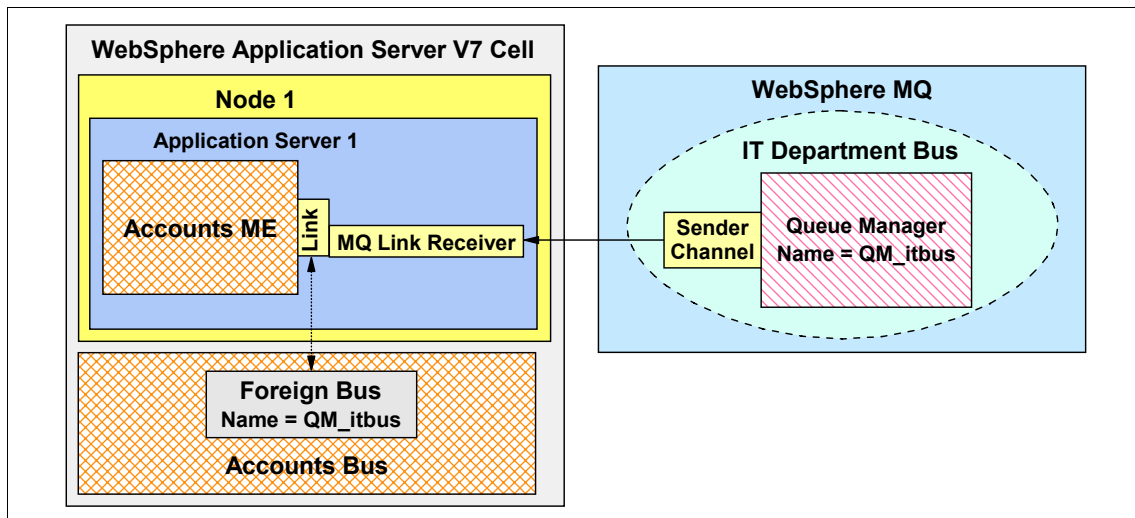 WebSphere Application Server V7 Cell
Node 1
Application Server 1
Accounts ME
Link
MQ Link Receiver
Foreign Bus
Name = QM_itbus
Accounts Bus
WebSphere MQ
IT Department Bus
Sender
Channel
Queue Manager
Name = QM_itbus